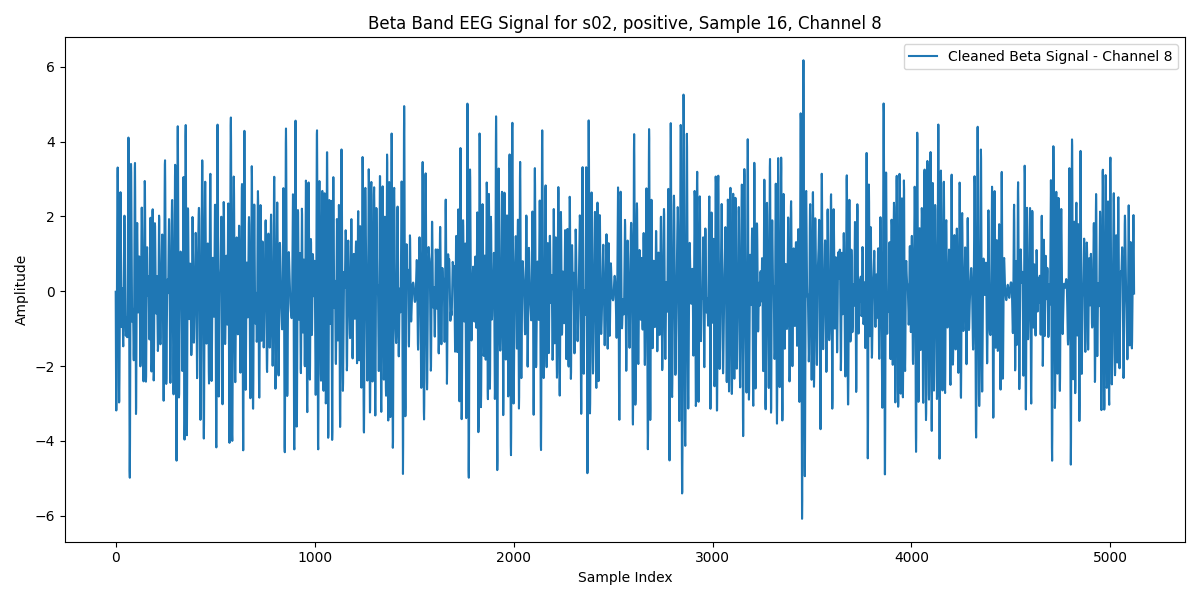 Beta Band EEG Signal for s02, positive, Sample 16, Channel 8
Cleaned Beta Signal - Channel 8
Amplitude
6
4
2
0
−2
−4
−6
0 1000 2000 3000 4000 5000
Sample Index